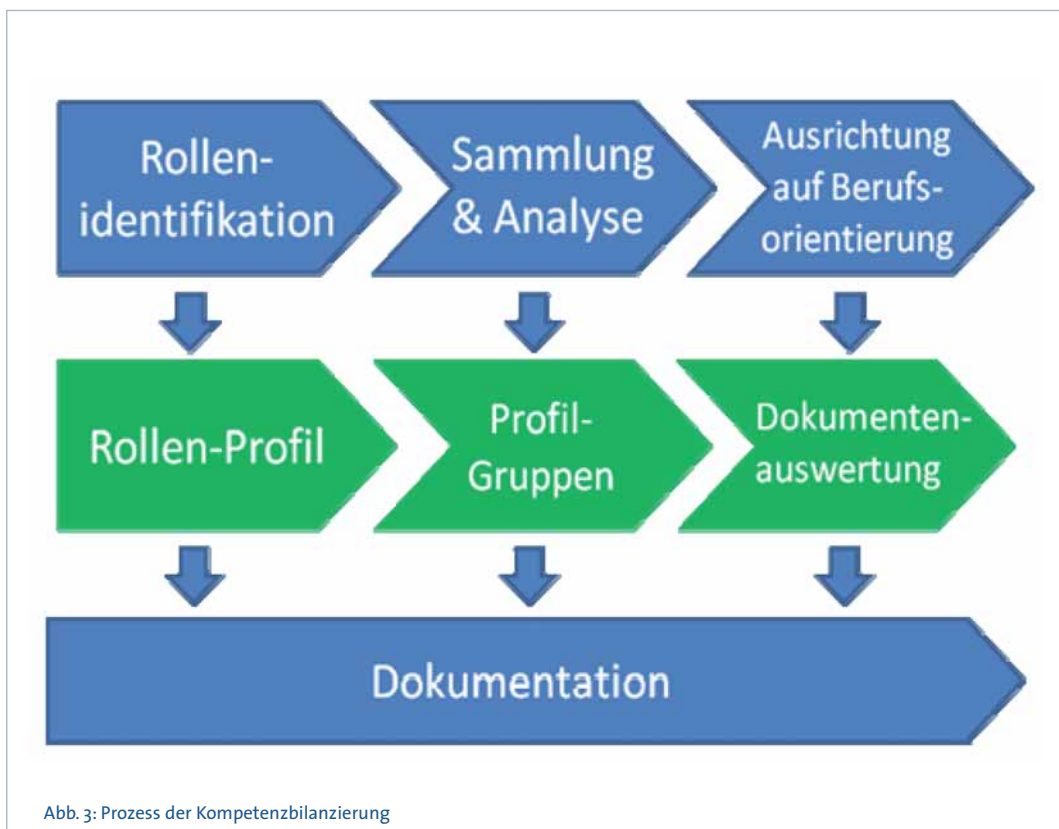 Rollen-
identifikation
Sammlung
& Analyse
Ausrichtung
auf Berufs-
orientierung
Rollen-Profil
Profil-
Gruppen
Dokumenten-
auswertung
Dokumentation
Abb. 3: Prozess der Kompetenzbilanzierung